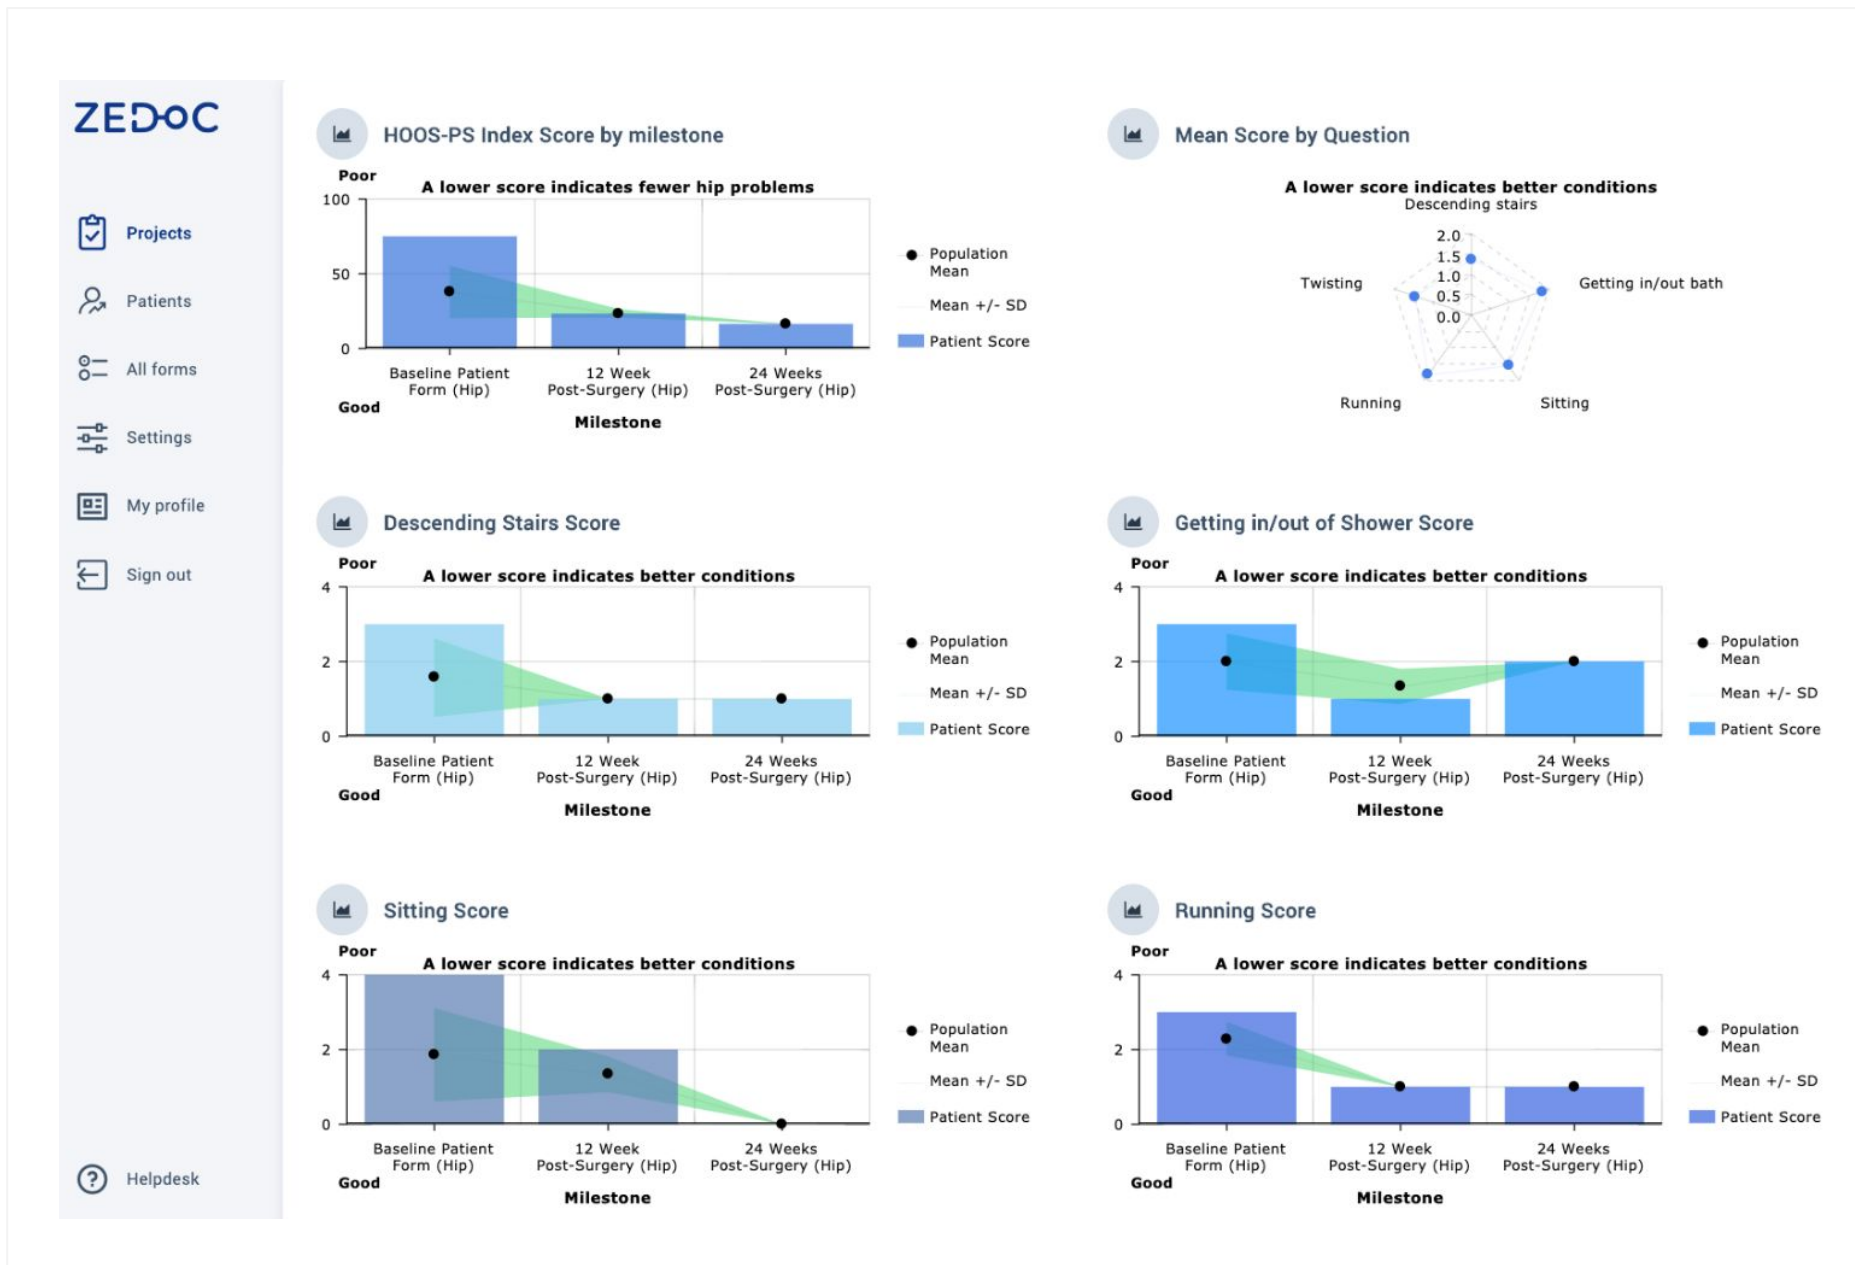 ZEDOC
Projects
Patients
All forms
Settings
My profile
Sign out
Helpdesk
HOOS-PS Index Score by milestone
Poor
A lower score indicates fewer hip problems
100
50
0
Baseline Patient
Form (Hip)
12 Week
Post-Surgery (Hip)
24 Weeks
Post-Surgery (Hip)
Good
Milestone
Population
Mean
Mean +/- SD
Patient Score
Mean Score by Question
A lower score indicates better conditions
Descending stairs
2.0
1.5
1.0
0.5
0.0
Twisting
Getting in/out bath
Running
Sitting
Descending Stairs Score
Poor
A lower score indicates better conditions
4
2
0
Baseline Patient
Form (Hip)
12 Week
Post-Surgery (Hip)
24 Weeks
Post-Surgery (Hip)
Good
Milestone
Population
Mean
Mean +/- SD
Patient Score
Getting in/out of Shower Score
Poor
A lower score indicates better conditions
4
2
0
Baseline Patient
Form (Hip)
12 Week
Post-Surgery (Hip)
24 Weeks
Post-Surgery (Hip)
Good
Milestone
Population
Mean
Mean +/- SD
Patient Score
Sitting Score
Poor
A lower score indicates better conditions
4
2
0
Baseline Patient
Form (Hip)
12 Week
Post-Surgery (Hip)
24 Weeks
Post-Surgery (Hip)
Good
Milestone
Population
Mean
Mean +/- SD
Patient Score
Running Score
Poor
A lower score indicates better conditions
4
2
0
Baseline Patient
Form (Hip)
12 Week
Post-Surgery (Hip)
24 Weeks
Post-Surgery (Hip)
Good
Milestone
Population
Mean
Mean +/- SD
Patient Score